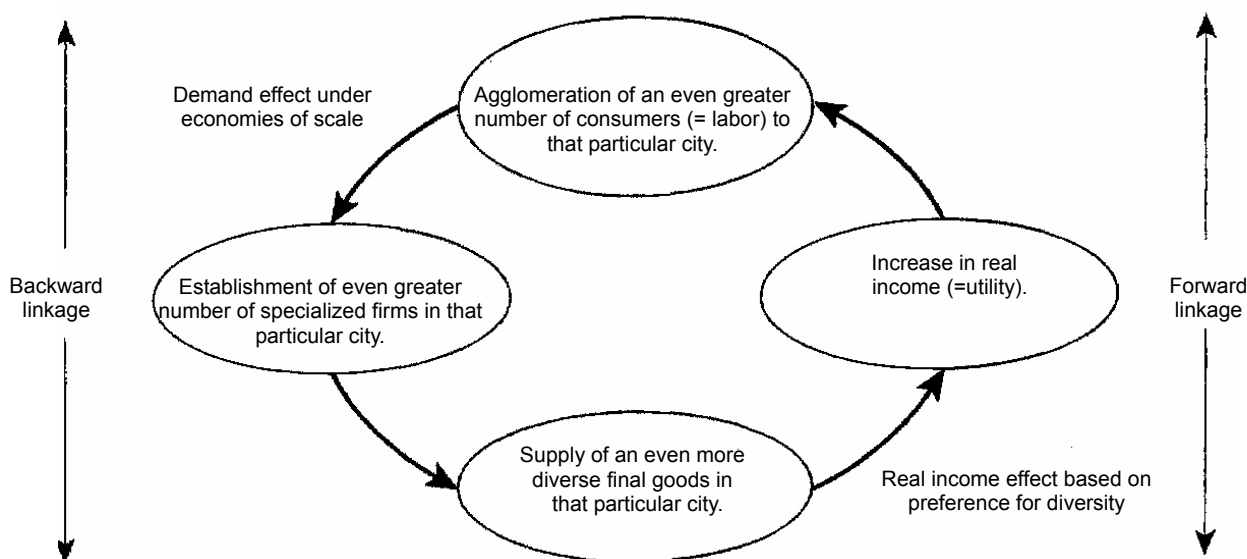 Demand effect under
economies of scale
Agglomeration of an even greater
number of consumers (= labor) to
that particular city.
Backward
linkage
Establishment of even greater
number of specialized firms in that
particular city.
Increase in real
income (=utility).
Forward
linkage
Supply of an even more
diverse final goods in
that particular city.
Real income effect based on
preference for diversity